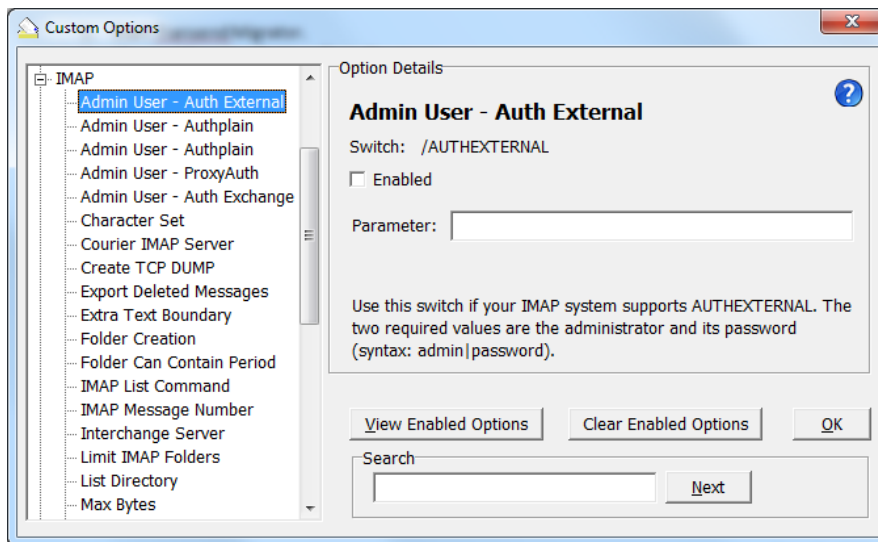 Custom Options
IMAP
Admin User - Auth External
Admin User - Authplain
Admin User - Authplain
Admin User - ProxyAuth
Admin User - Auth Exchange
Character Set
Courier IMAP Server
Create TCP DUMP
Export Deleted Messages
Extra Text Boundary
Folder Creation
Folder Can Contain Period
IMAP List Command
IMAP Message Number
Interchange Server
Limit IMAP Folders
List Directory
Max Bytes
Option Details
Admin User - Auth External
Switch: /AUTHEXTERNAL
Enabled
Parameter:
Use this switch if your IMAP system supports AUTHEXTERNAL. The
two required values are the administrator and its password
(syntax: admin|password).
View Enabled Options
Clear Enabled Options
OK
Search
Next